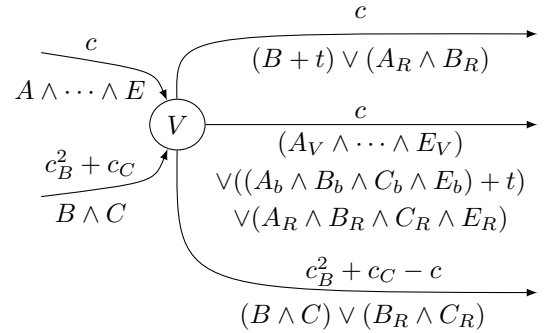 c
(B + t) ∨ (A_R ∧ B_R)
c
A ∧ ⋯ ∧ E
V
c
(A_V ∧ ⋯ ∧ E_V)
∨((A_b ∧ B_b ∧ C_b ∧ E_b) + t)
∨(A_R ∧ B_R ∧ C_R ∧ E_R)
c_B^2 + c_C
B ∧ C
c_B^2 + c_C − c
(B ∧ C) ∨ (B_R ∧ C_R)